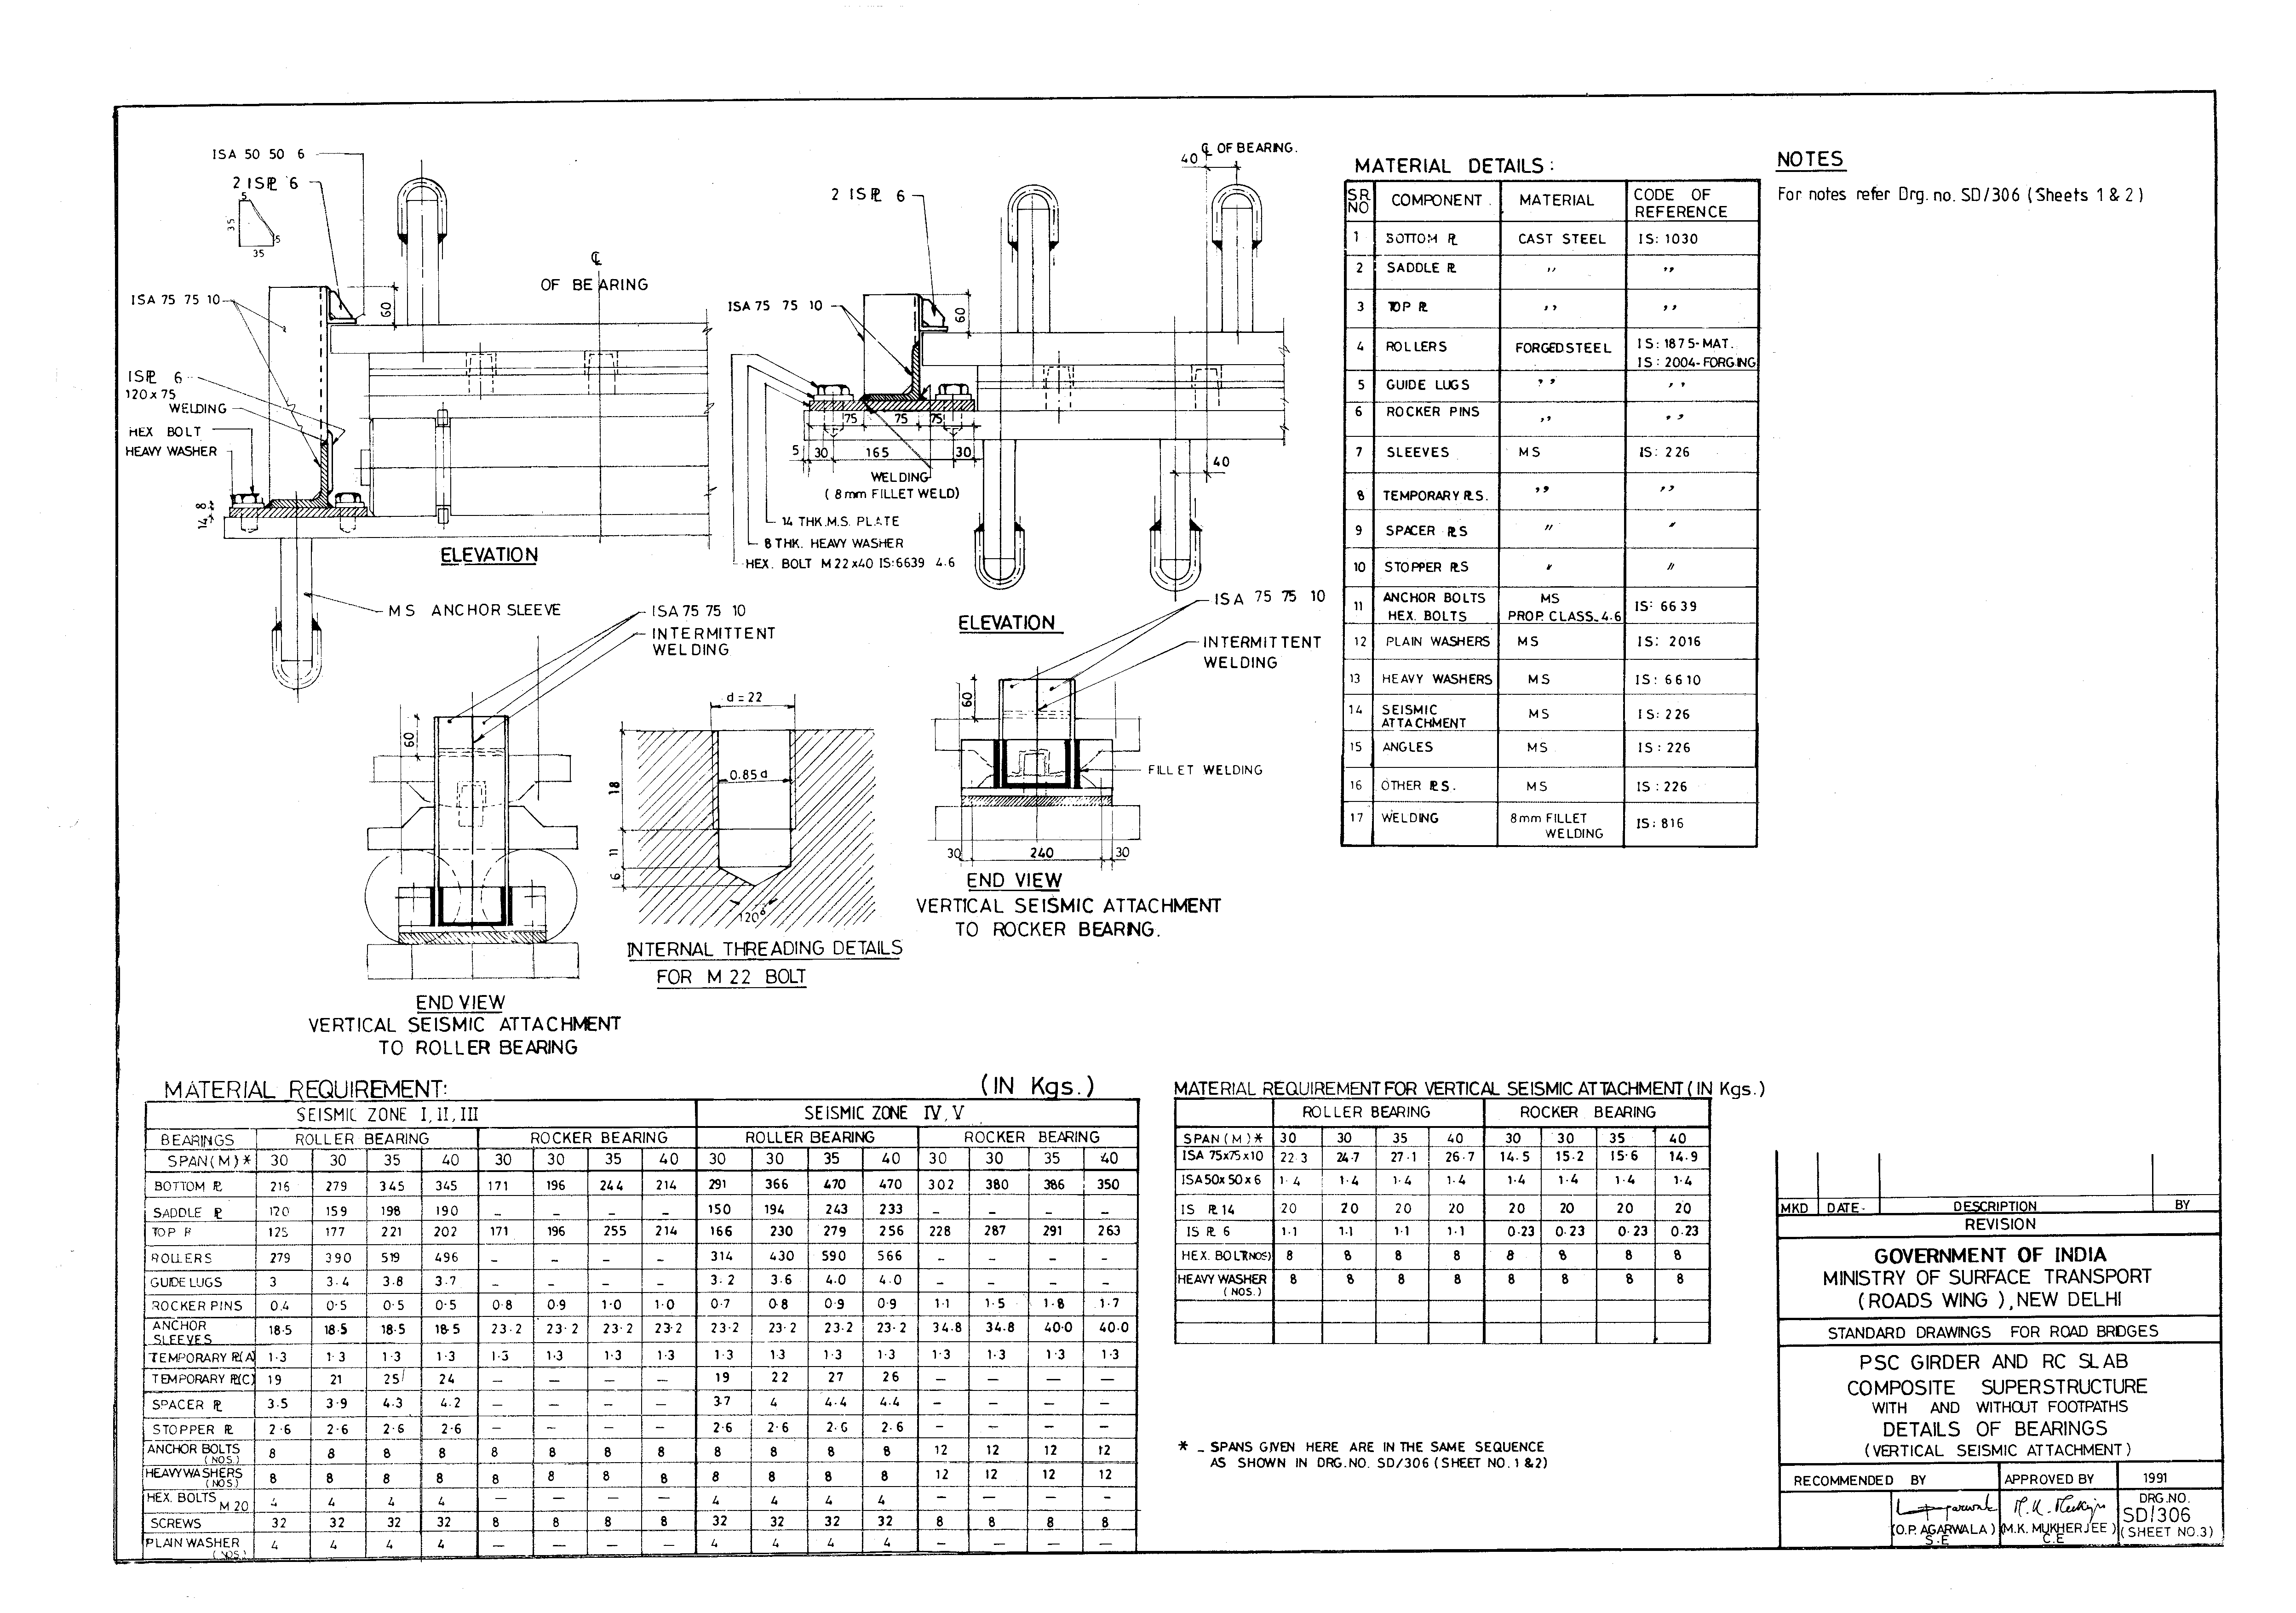 ISA 50 50 6
2 ISPL 6
5
35
5
35
ISA 75 75 10
60
ISPL 6
120x75
WELDING
HEX BOLT
HEAVY WASHER
8
14
CL
OF BEARING
ELEVATION
MS ANCHOR SLEEVE
ISA 75 75 10
INTERMITTENT
WELDING
60
END VIEW
VERTICAL SEISMIC ATTACHMENT
TO ROLLER BEARING
d=22
0.85d
18
11
6
120°
INTERNAL THREADING DETAILS
FOR M 22 BOLT
2 ISPL 6
ISA 75 75 10
60
40
CL OF BEARING.
75 75 75
5 30 165 30
40
WELDING
(8mm FILLET WELD)
14 THK.M.S. PLATE
8 THK. HEAVY WASHER
HEX. BOLT M22x40 IS:6639 4.6
ELEVATION
ISA 75 75 10
INTERMITTENT
WELDING
60
FILLET WELDING
30 240 30
END VIEW
VERTICAL SEISMIC ATTACHMENT
TO ROCKER BEARING.
MATERIAL DETAILS:
SR NO COMPONENT. MATERIAL CODE OF REFERENCE
1 BOTTOM PL CAST STEEL IS:1030
2 SADDLE PL " "
3 TOP PL " "
4 ROLLERS FORGED STEEL IS:1875-MAT. IS:2004-FORGING
5 GUIDE LUGS " "
6 ROCKER PINS " "
7 SLEEVES MS IS:226
8 TEMPORARY PLS. " "
9 SPACER PLS " "
10 STOPPER PLS " "
11 ANCHOR BOLTS HEX. BOLTS MS PROP. CLASS 4.6 IS:6639
12 PLAIN WASHERS MS IS: 2016
13 HEAVY WASHERS MS IS:6610
14 SEISMIC ATTACHMENT MS IS:226
15 ANGLES MS IS:226
16 OTHER PLS. MS IS:226
17 WELDING 8mm FILLET WELDING IS:816
NOTES
For notes refer Drg. no. SD/306 (Sheets 1 & 2)
MATERIAL REQUIREMENT: (IN Kgs.)
SEISMIC ZONE I,II,III SEISMIC ZONE IV,V
BEARINGS ROLLER BEARING ROCKER BEARING ROLLER BEARING ROCKER BEARING
SPAN(M)* 30 30 35 40 30 30 35 40 30 30 35 40 30 30 35 40
BOTTOM PL 216 279 345 345 171 196 244 214 291 366 470 470 302 380 386 350
SADDLE PL 120 159 198 190 – – – – 150 194 243 233 – – – –
TOP P 125 177 221 202 171 196 255 214 166 230 279 256 228 287 291 263
ROLLERS 279 390 519 496 – – – – 314 430 590 566 – – – –
GUIDE LUGS 3 3.4 3.8 3.7 – – – – 3.2 3.6 4.0 4.0 – – – –
ROCKER PINS 0.4 0.5 0.5 0.5 0.8 0.9 1.0 1.0 0.7 0.8 0.9 0.9 1.1 1.5 1.8 1.7
ANCHOR SLEEVES 18.5 18.5 18.5 18.5 23.2 23.2 23.2 23.2 23.2 23.2 23.2 23.2 34.8 34.8 40.0 40.0
TEMPORARY PL(A) 1.3 1.3 1.3 1.3 1.3 1.3 1.3 1.3 1.3 1.3 1.3 1.3 1.3 1.3 1.3 1.3
TEMPORARY PL(C) 19 21 25 24 – – – – 19 22 27 26 – – – –
SPACER PL 3.5 3.9 4.3 4.2 – – – – 3.7 4 4.4 4.4 – – – –
STOPPER PL 2.6 2.6 2.6 2.6 – – – – 2.6 2.6 2.6 2.6 – – – –
ANCHOR BOLTS (NOS.) 8 8 8 8 8 8 8 8 8 8 8 8 12 12 12 12
HEAVY WASHERS (NOS.) 8 8 8 8 8 8 8 8 8 8 8 8 12 12 12 12
HEX. BOLTS M 20 4 4 4 4 – – – – 4 4 4 4 – – – –
SCREWS 32 32 32 32 8 8 8 8 32 32 32 32 8 8 8 8
PLAIN WASHER (NOS.) 4 4 4 4 – – – – 4 4 4 4 – – – –
MATERIAL REQUIREMENT FOR VERTICAL SEISMIC ATTACHMENT (IN Kgs.)
ROLLER BEARING ROCKER BEARING
SPAN(M)* 30 30 35 40 30 30 35 40
ISA 75x75x10 22.3 24.7 27.1 26.7 14.5 15.2 15.6 14.9
ISA 50x50x6 1.4 1.4 1.4 1.4 1.4 1.4 1.4 1.4
IS PL 14 20 20 20 20 20 20 20 20
IS PL 6 1.1 1.1 1.1 1.1 0.23 0.23 0.23 0.23
HEX. BOLT(NOS) 8 8 8 8 8 8 8 8
HEAVY WASHER (NOS.) 8 8 8 8 8 8 8 8
* – SPANS GIVEN HERE ARE IN THE SAME SEQUENCE
AS SHOWN IN DRG.NO. SD/306 (SHEET NO. 1 & 2)
MKD DATE. DESCRIPTION BY
REVISION
GOVERNMENT OF INDIA
MINISTRY OF SURFACE TRANSPORT
(ROADS WING), NEW DELHI
STANDARD DRAWINGS FOR ROAD BRIDGES
PSC GIRDER AND RC SLAB
COMPOSITE SUPERSTRUCTURE
WITH AND WITHOUT FOOTPATHS
DETAILS OF BEARINGS
(VERTICAL SEISMIC ATTACHMENT)
RECOMMENDED BY APPROVED BY 1991
(O.P. AGARWALA) S.E (M.K. MUKHERJEE) C.E
DRG.NO.
SD/306
(SHEET NO.3)